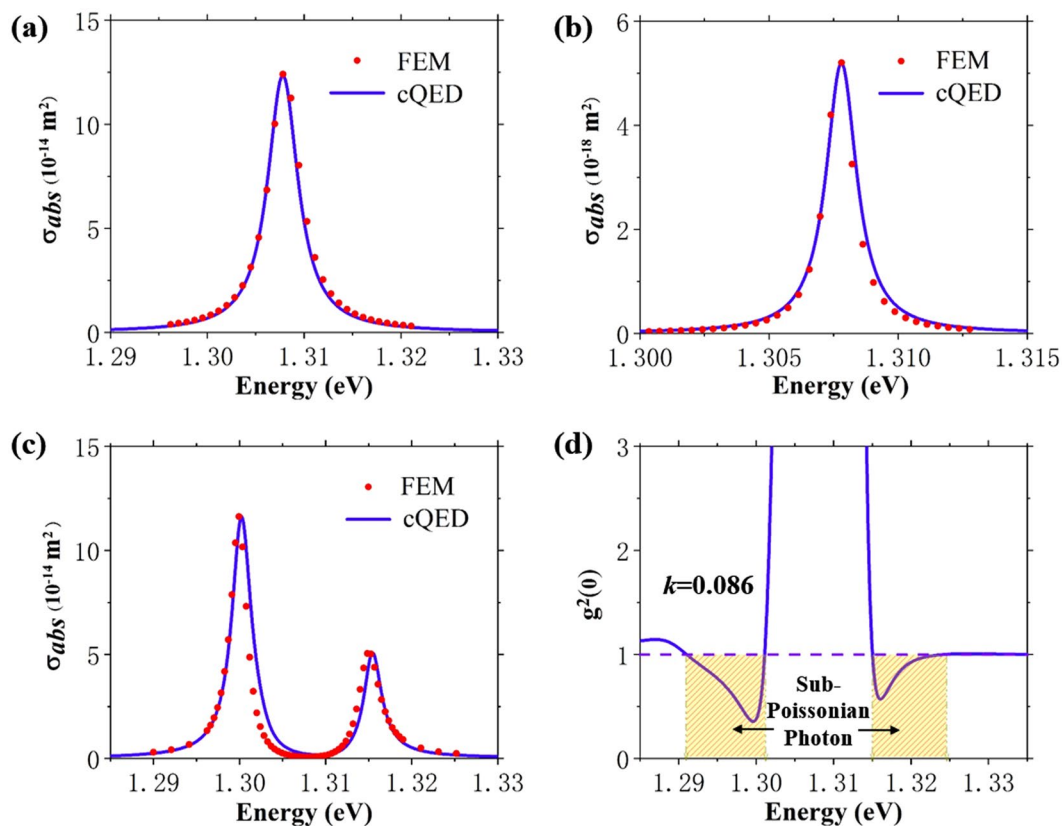 (a)
15
10
5
0
σabs (10⁻¹⁴ m²)
FEM
cQED
1.29 1.30 1.31 1.32 1.33
Energy (eV)
(b)
6
4
2
0
σabs (10⁻¹⁸ m²)
FEM
cQED
1.300 1.305 1.310 1.315
Energy (eV)
(c)
15
10
5
0
σabs (10⁻¹⁴ m²)
FEM
cQED
1.29 1.30 1.31 1.32 1.33
Energy (eV)
(d)
3
2
1
0
g²(0)
k=0.086
Sub-
Poissonian
Photon
1.29 1.30 1.31 1.32 1.33
Energy (eV)